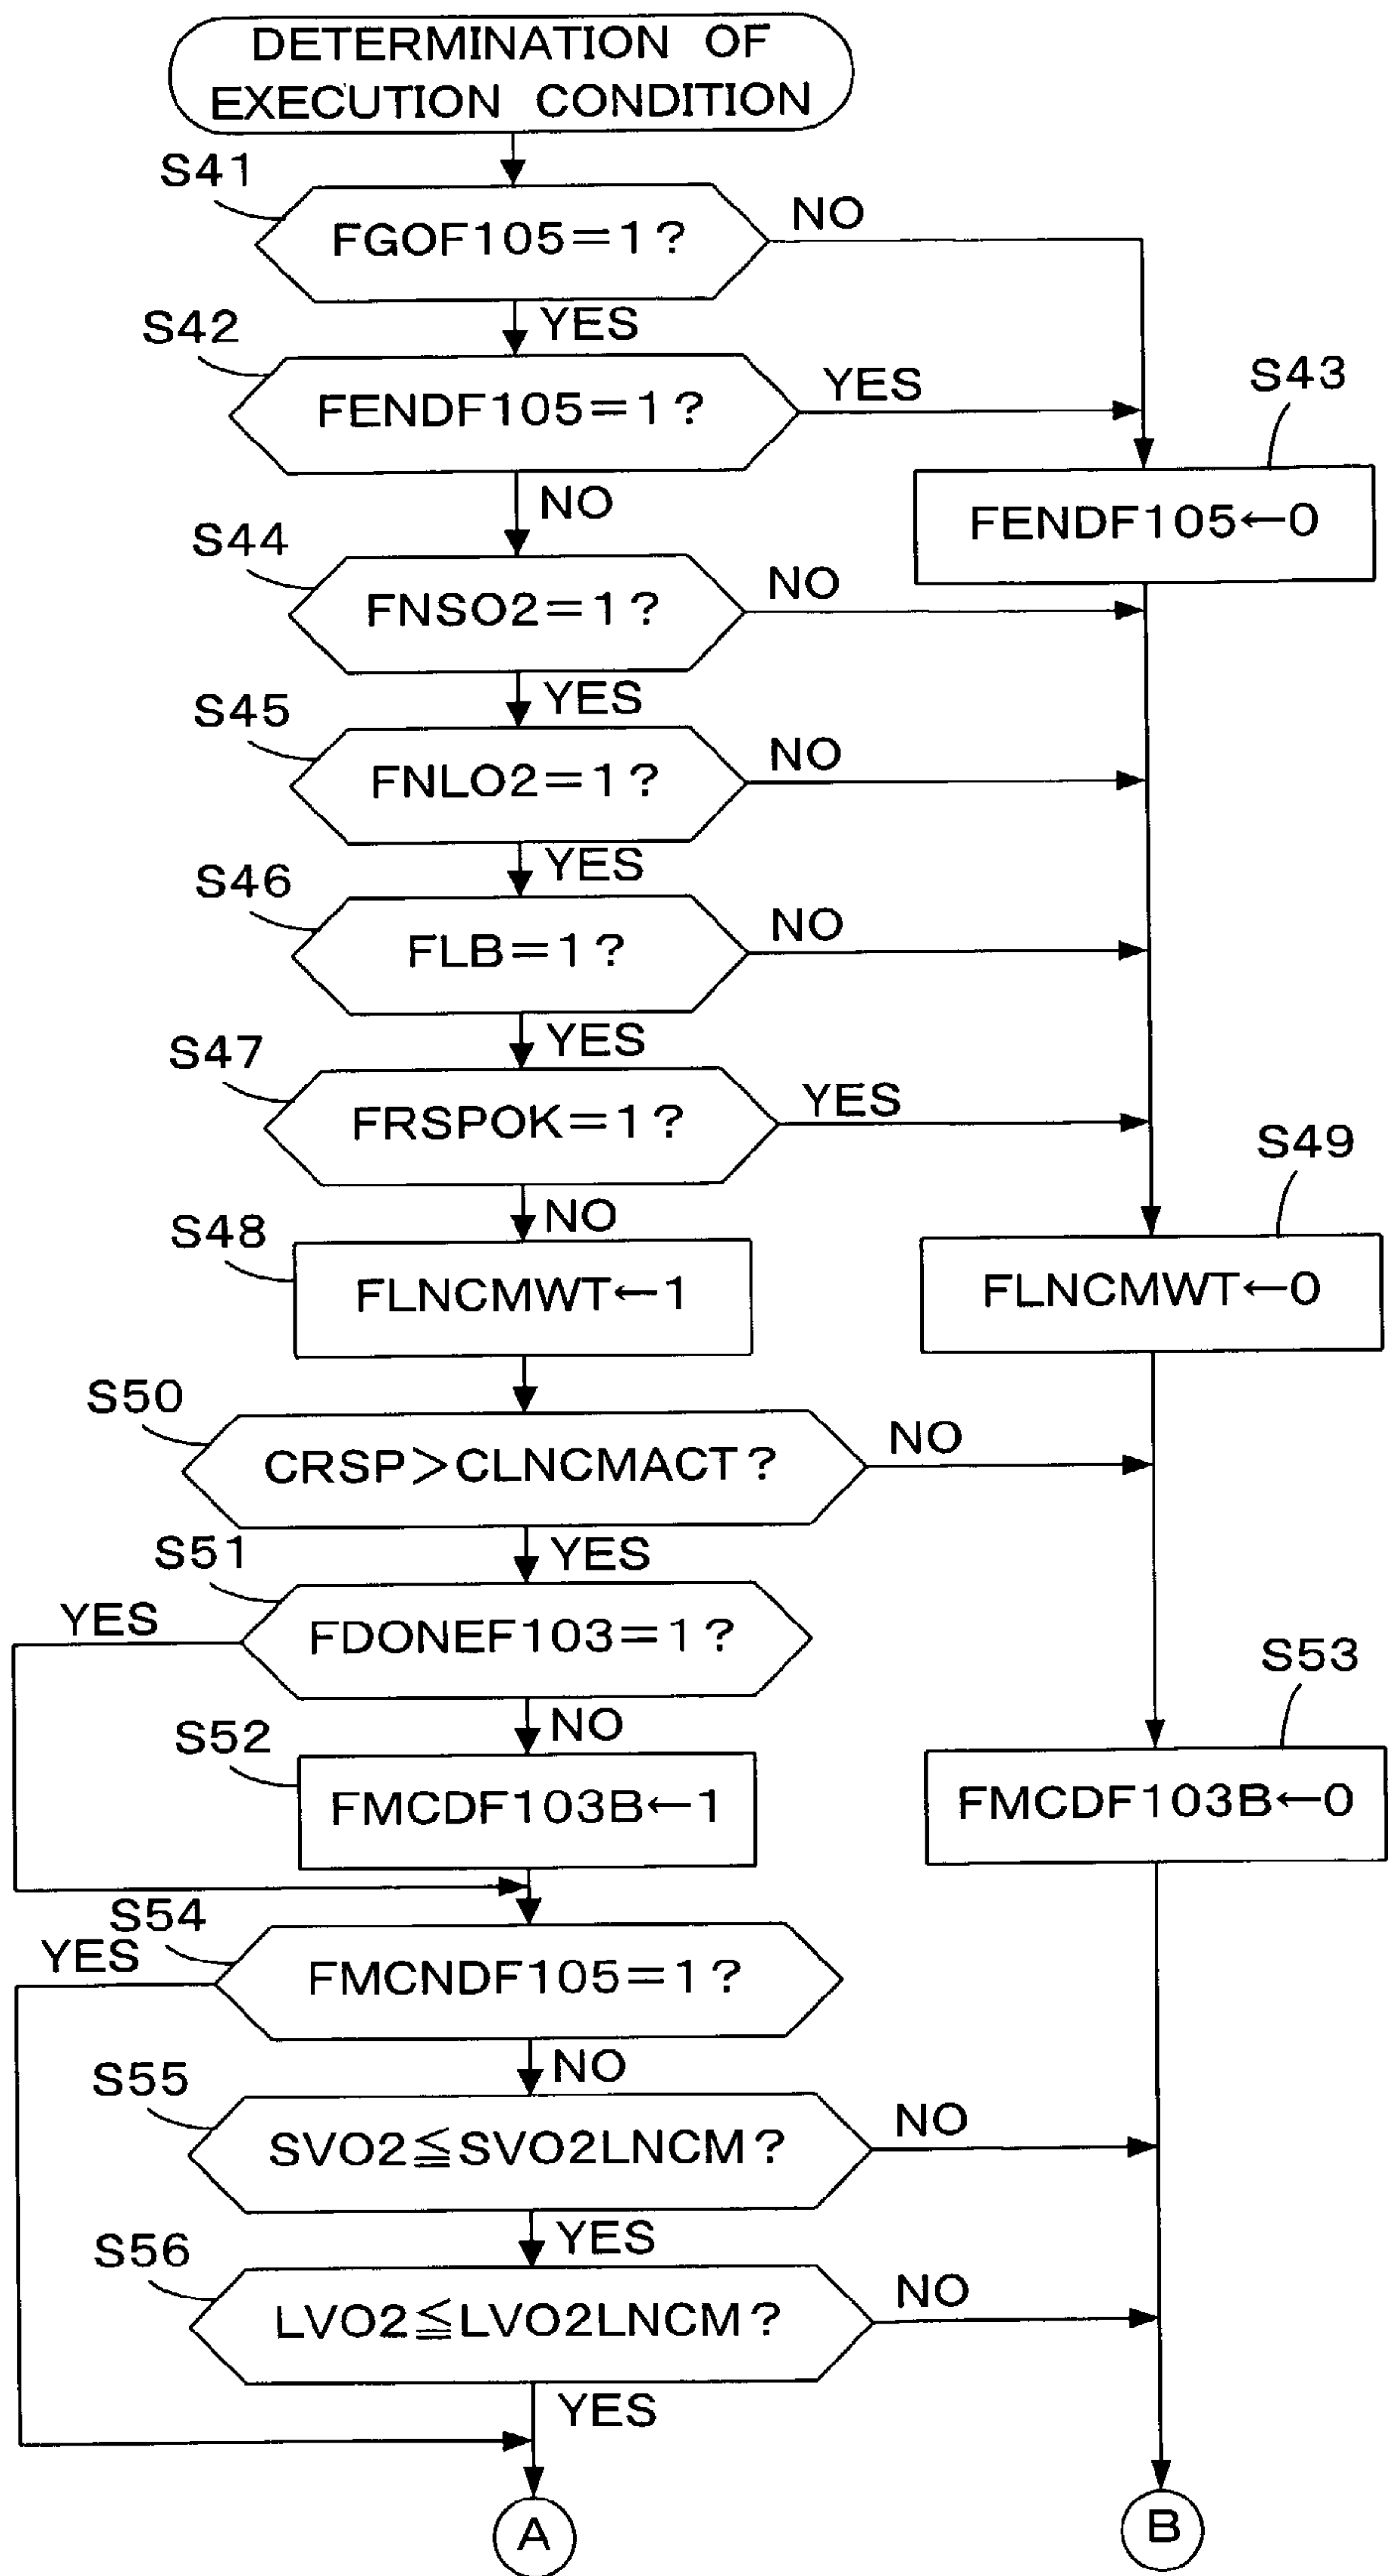 DETERMINATION OF
EXECUTION CONDITION
S41
FGOF105=1?
NO
YES
S42
FENDF105=1?
YES
S43
FENDF105←0
NO
S44
FNSO2=1?
NO
YES
S45
FNLO2=1?
NO
YES
S46
FLB=1?
NO
YES
S47
FRSPOK=1?
YES
NO
S48
FLNCMWT←1
S49
FLNCMWT←0
S50
CRSP>CLNCMACT?
NO
YES
S51
YES
FDONEF103=1?
NO
S52
FMCDF103B←1
S53
FMCDF103B←0
S54
YES
FMCNDF105=1?
NO
S55
SVO2≦SVO2LNCM?
NO
YES
S56
LVO2≦LVO2LNCM?
NO
YES
A
B